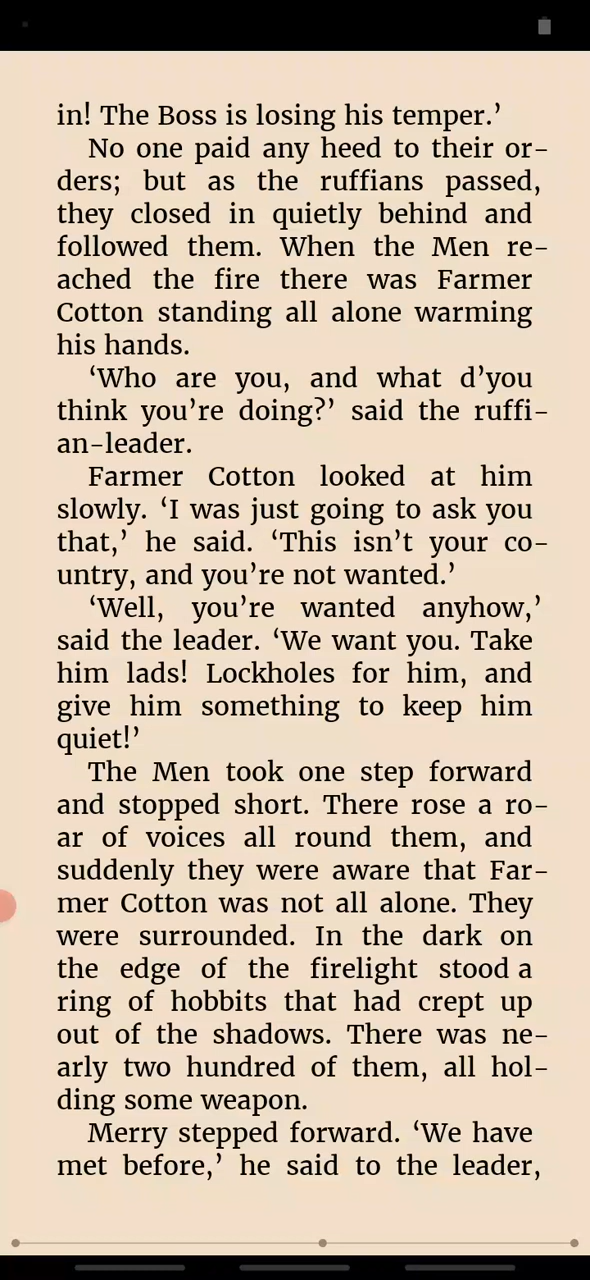 in! The Boss is losing his temper.’
No one paid any heed to their or-
ders; but as the ruffians passed,
they closed in quietly behind and
followed them. When the Men re-
ached the fire there was Farmer
Cotton standing all alone warming
his hands.
‘Who are you, and what d’you
think you’re doing?’ said the ruffi-
an-leader.
Farmer Cotton looked at him
slowly. ‘I was just going to ask you
that,’ he said. ‘This isn’t your co-
untry, and you’re not wanted.’
‘Well, you’re wanted anyhow,’
said the leader. ‘We want you. Take
him lads! Lockholes for him, and
give him something to keep him
quiet!’
The Men took one step forward
and stopped short. There rose a ro-
ar of voices all round them, and
suddenly they were aware that Far-
mer Cotton was not all alone. They
were surrounded. In the dark on
the edge of the firelight stood a
ring of hobbits that had crept up
out of the shadows. There was ne-
arly two hundred of them, all hol-
ding some weapon.
Merry stepped forward. ‘We have
met before,’ he said to the leader,